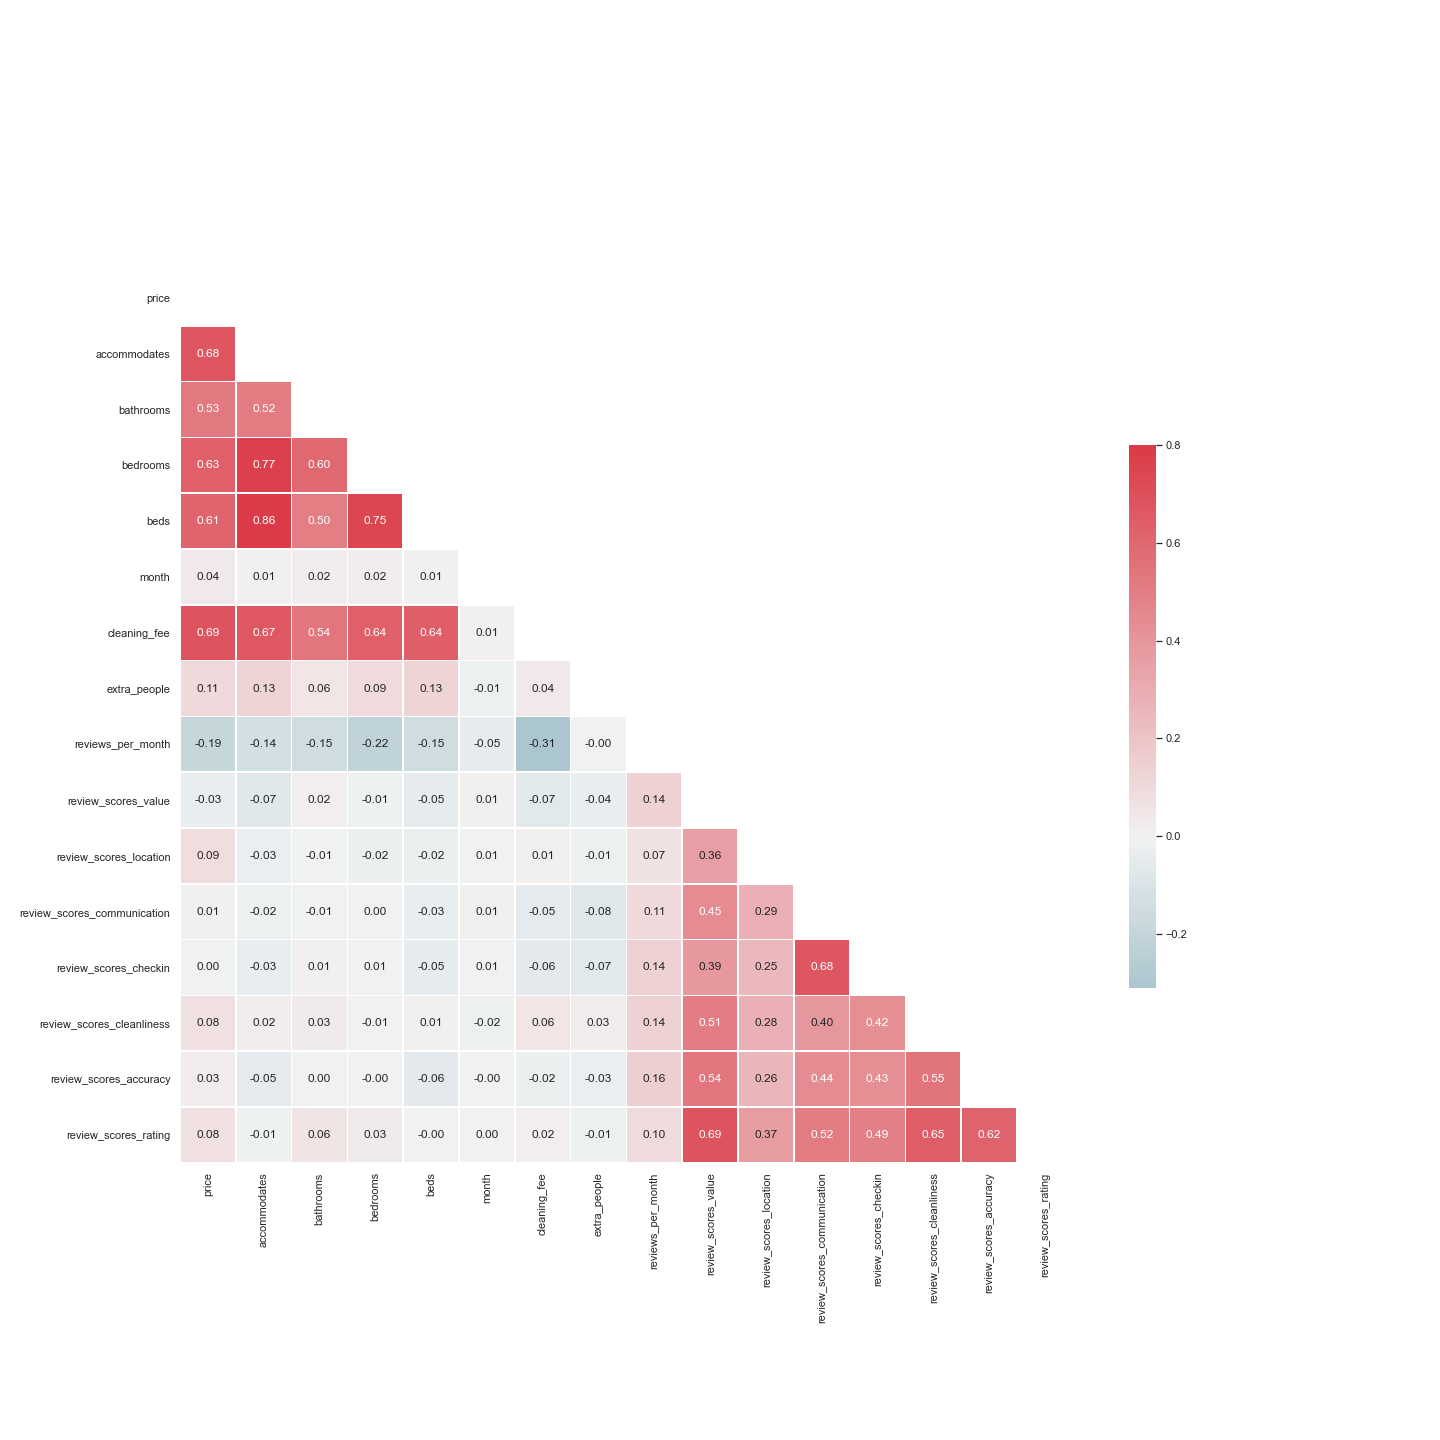 price
accommodates 0.68
bathrooms 0.53 0.52
bedrooms 0.63 0.77 0.60
beds 0.61 0.86 0.50 0.75
month 0.04 0.01 0.02 0.02 0.01
cleaning_fee 0.69 0.67 0.54 0.64 0.64 0.01
extra_people 0.11 0.13 0.06 0.09 0.13 -0.01 0.04
reviews_per_month -0.19 -0.14 -0.15 -0.22 -0.15 -0.05 -0.31 -0.00
review_scores_value -0.03 -0.07 0.02 -0.01 -0.05 0.01 -0.07 -0.04 0.14
review_scores_location 0.09 -0.03 -0.01 -0.02 -0.02 0.01 0.01 -0.01 0.07 0.36
review_scores_communication 0.01 -0.02 -0.01 0.00 -0.03 0.01 -0.05 -0.08 0.11 0.45 0.29
review_scores_checkin 0.00 -0.03 0.01 0.01 -0.05 0.01 -0.06 -0.07 0.14 0.39 0.25 0.68
review_scores_cleanliness 0.08 0.02 0.03 -0.01 0.01 -0.02 0.06 0.03 0.14 0.51 0.28 0.40 0.42
review_scores_accuracy 0.03 -0.05 0.00 -0.00 -0.06 -0.00 -0.02 -0.03 0.16 0.54 0.26 0.44 0.43 0.55
review_scores_rating 0.08 -0.01 0.06 0.03 -0.00 0.00 0.02 -0.01 0.10 0.69 0.37 0.52 0.49 0.65 0.62
price
accommodates
bathrooms
bedrooms
beds
month
cleaning_fee
extra_people
reviews_per_month
review_scores_value
review_scores_location
review_scores_communication
review_scores_checkin
review_scores_cleanliness
review_scores_accuracy
review_scores_rating
0.8
0.6
0.4
0.2
0.0
−0.2